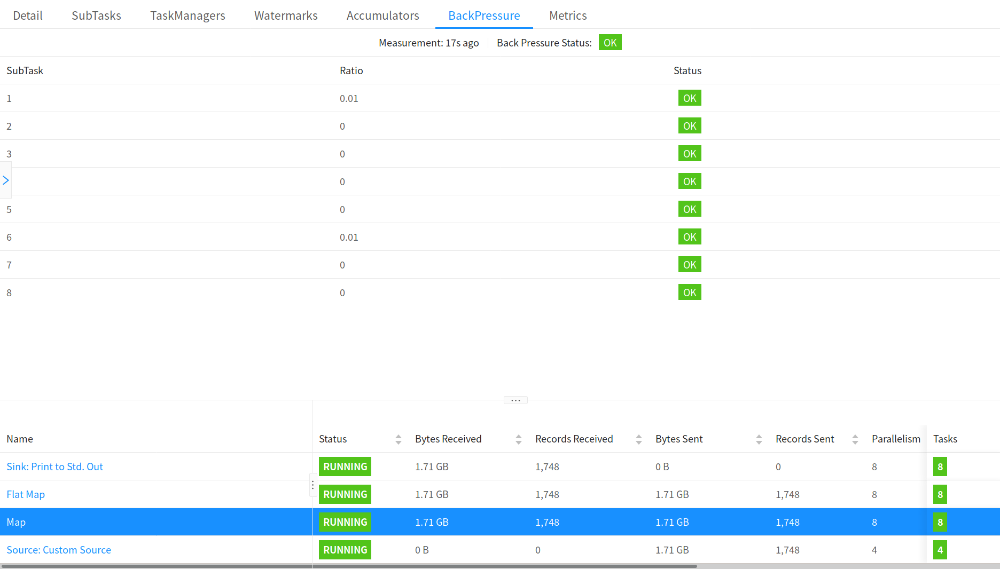 Detail SubTasks TaskManagers Watermarks Accumulators BackPressure Metrics
Measurement: 17s ago Back Pressure Status: OK
SubTask Ratio Status
1 0.01 OK
2 0 OK
3 0 OK
0 OK
5 0 OK
6 0.01 OK
7 0 OK
8 0 OK
Name Status Bytes Received Records Received Bytes Sent Records Sent Parallelism Tasks
Sink: Print to Std. Out RUNNING 1.71 GB 1,748 0 B 0 8 8
Flat Map RUNNING 1.71 GB 1,748 1.71 GB 1,748 8 8
Map RUNNING 1.71 GB 1,748 1.71 GB 1,748 8 8
Source: Custom Source RUNNING 0 B 0 1.71 GB 1,748 4 4